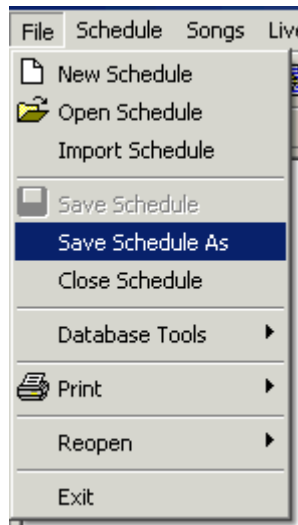 File Schedule Songs Live
New Schedule
Open Schedule
Import Schedule
Save Schedule
Save Schedule As
Close Schedule
Database Tools
Print
Reopen
Exit